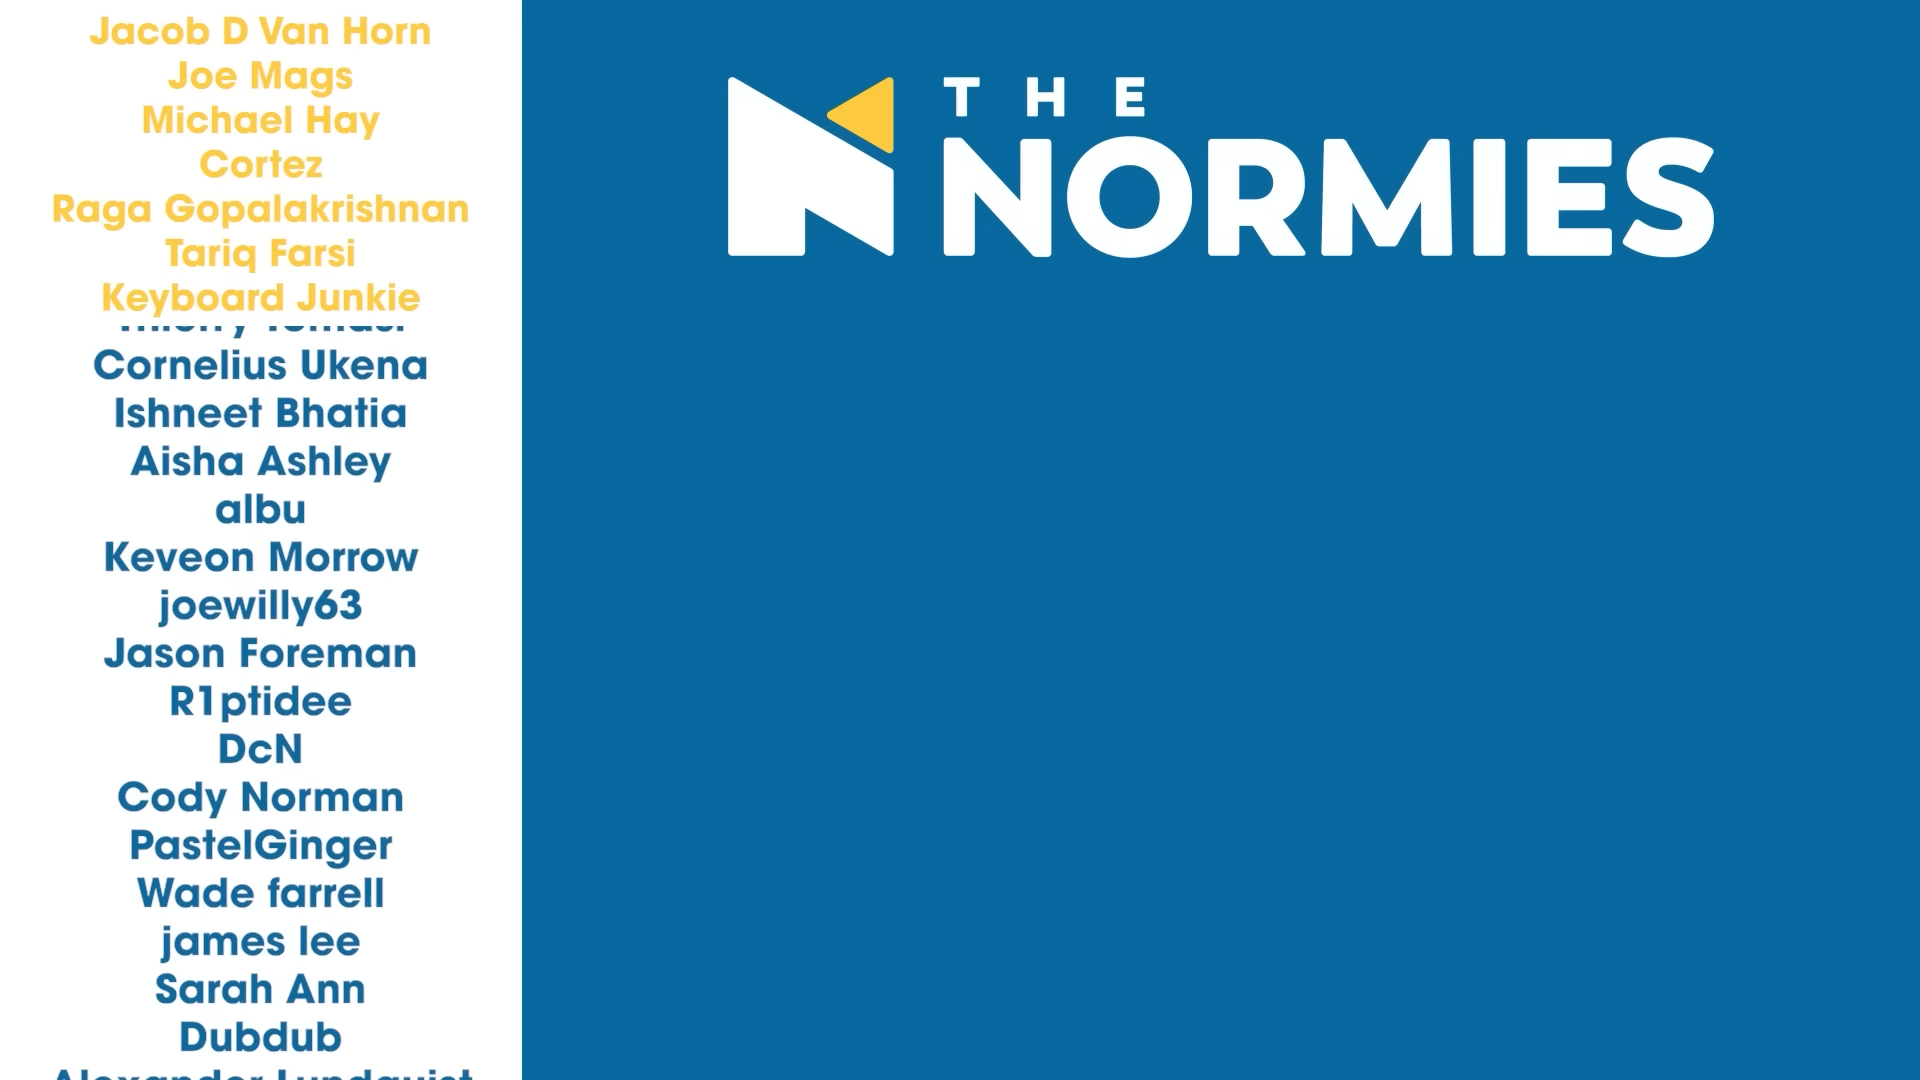 Jacob D Van Horn
Joe Mags
Michael Hay
Cortez
Raga Gopalakrishnan
Tariq Farsi
Keyboard Junkie
Cornelius Ukena
Ishneet Bhatia
Aisha Ashley
albu
Keveon Morrow
joewilly63
Jason Foreman
R1ptidee
DcN
Cody Norman
PastelGinger
Wade farrell
james lee
Sarah Ann
Dubdub
Alexander Lundquist
THE
NORMIES